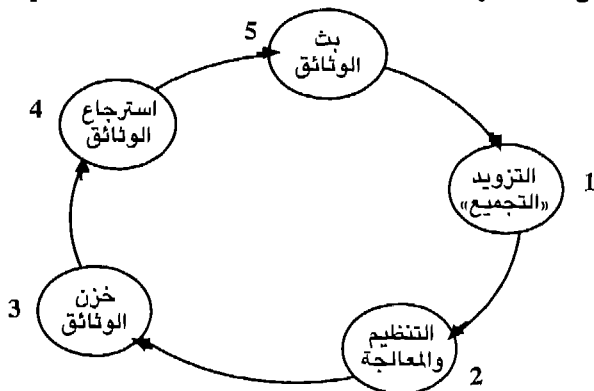 5
بث
الوثائق
4
استرجاع
الوثائق
التزويد
«التجميع»
1
3
خزن
الوثائق
التنظيم
والمعالجة
2